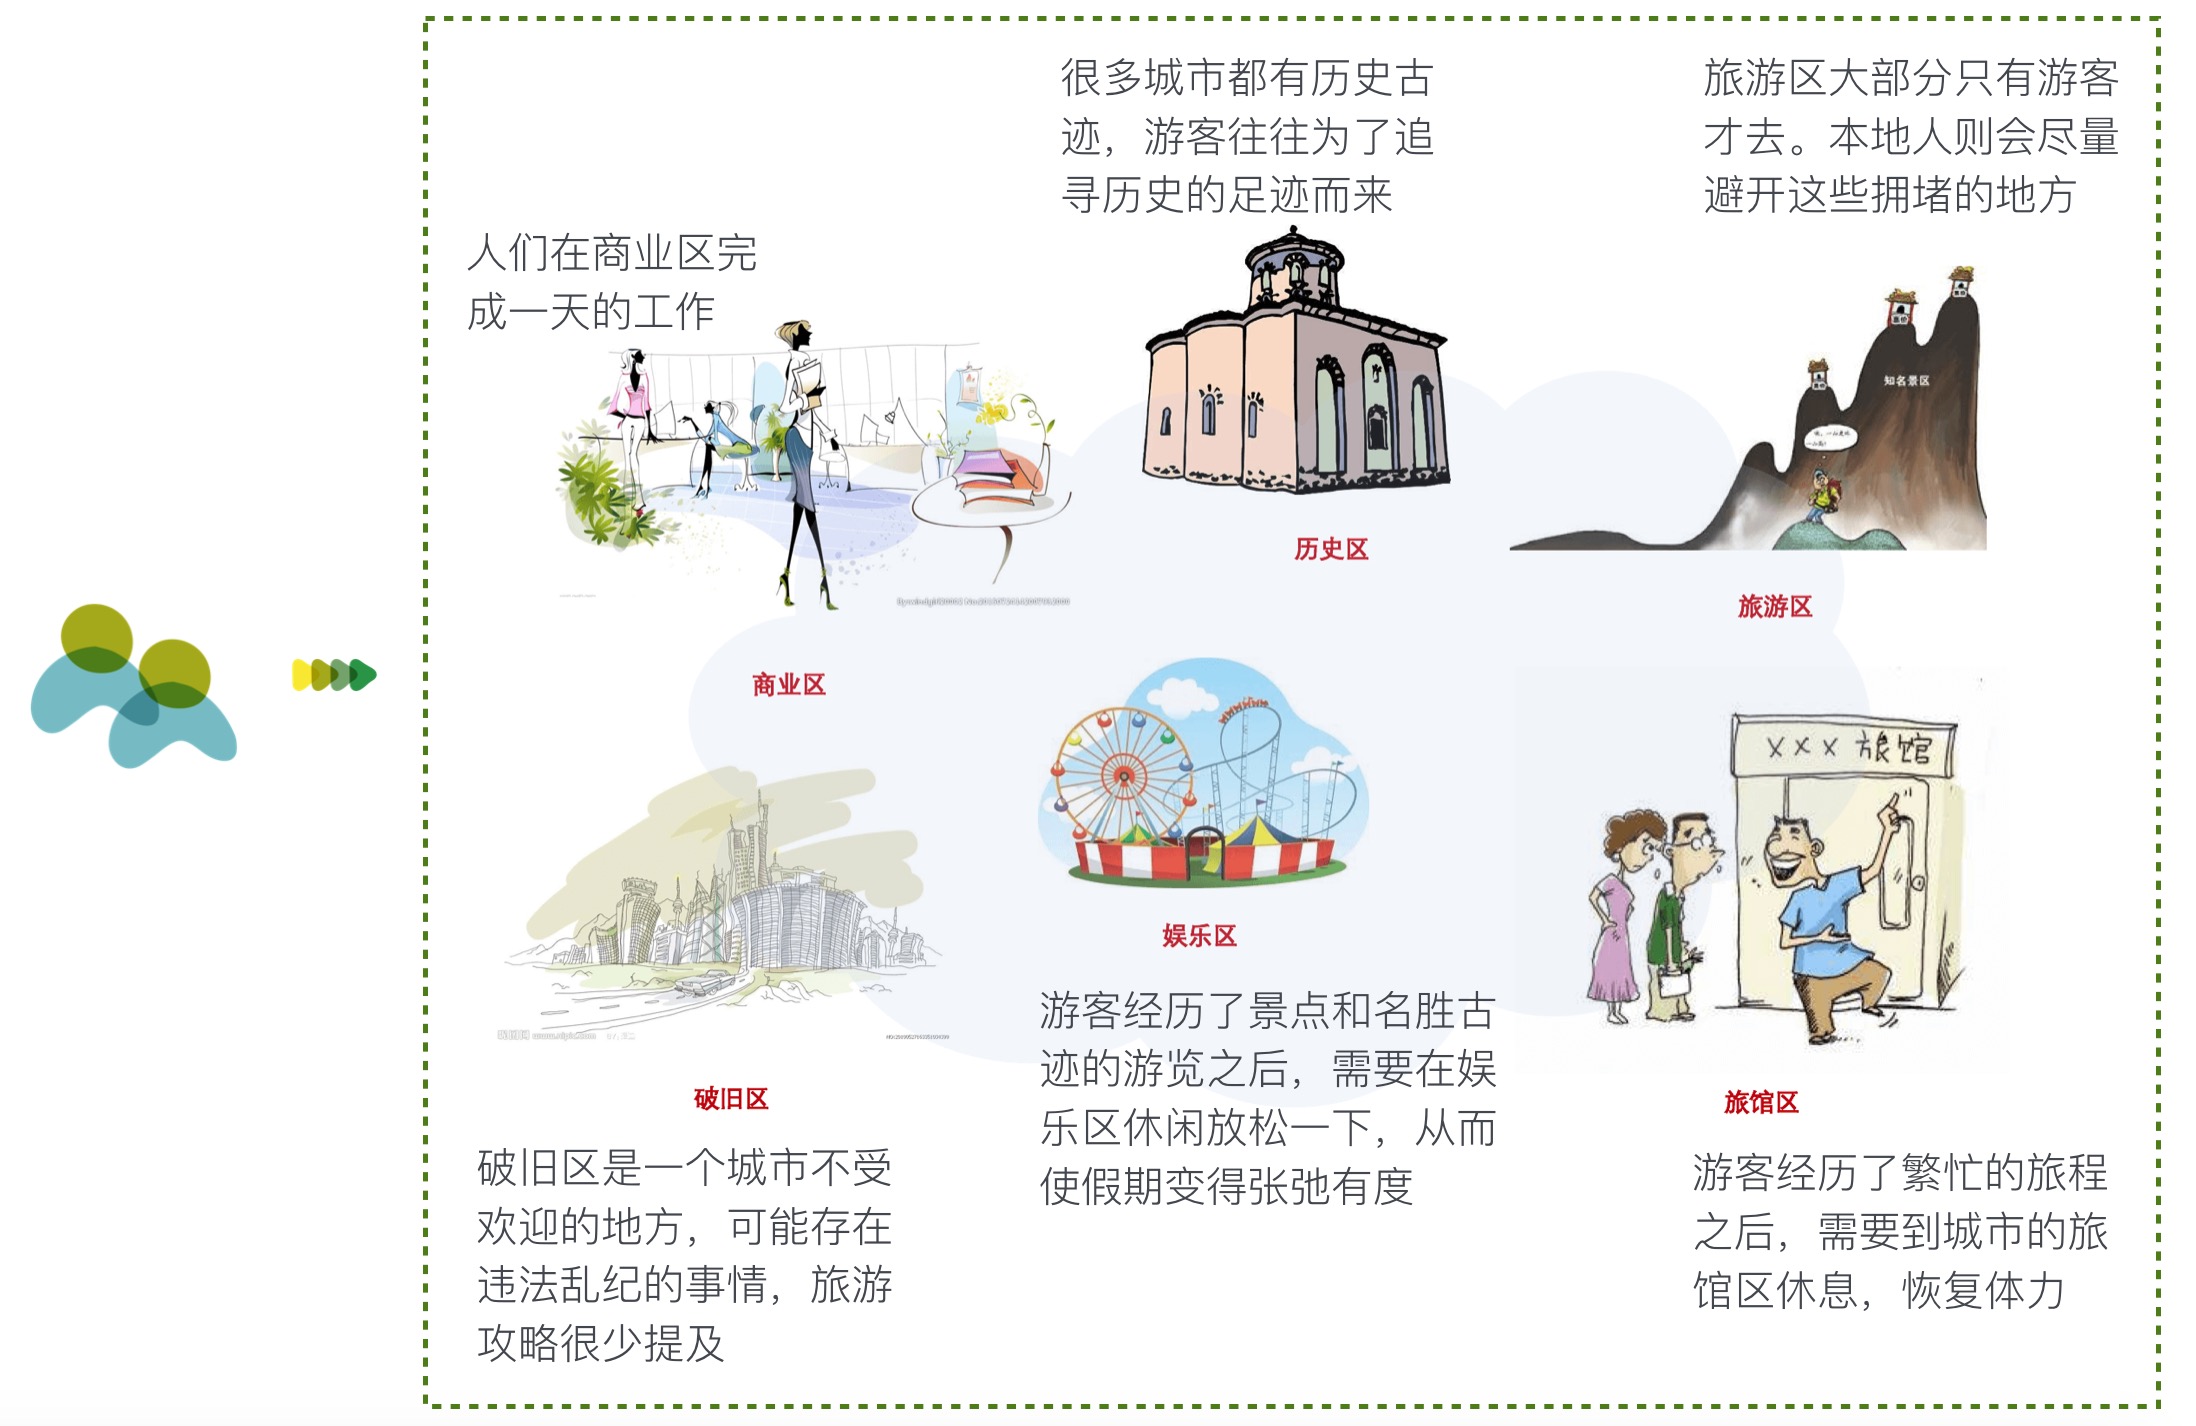 很多城市都有历史古
迹，游客往往为了追
寻历史的足迹而来
旅游区大部分只有游客
才去。本地人则会尽量
避开这些拥堵的地方
人们在商业区完
成一天的工作
知名景区
历史区
旅游区
商业区
XXX 旅馆
娱乐区
破旧区
旅馆区
游客经历了景点和名胜古
迹的游览之后，需要在娱
乐区休闲放松一下，从而
使假期变得张弛有度
破旧区是一个城市不受
欢迎的地方，可能存在
违法乱纪的事情，旅游
攻略很少提及
游客经历了繁忙的旅程
之后，需要到城市的旅
馆区休息，恢复体力